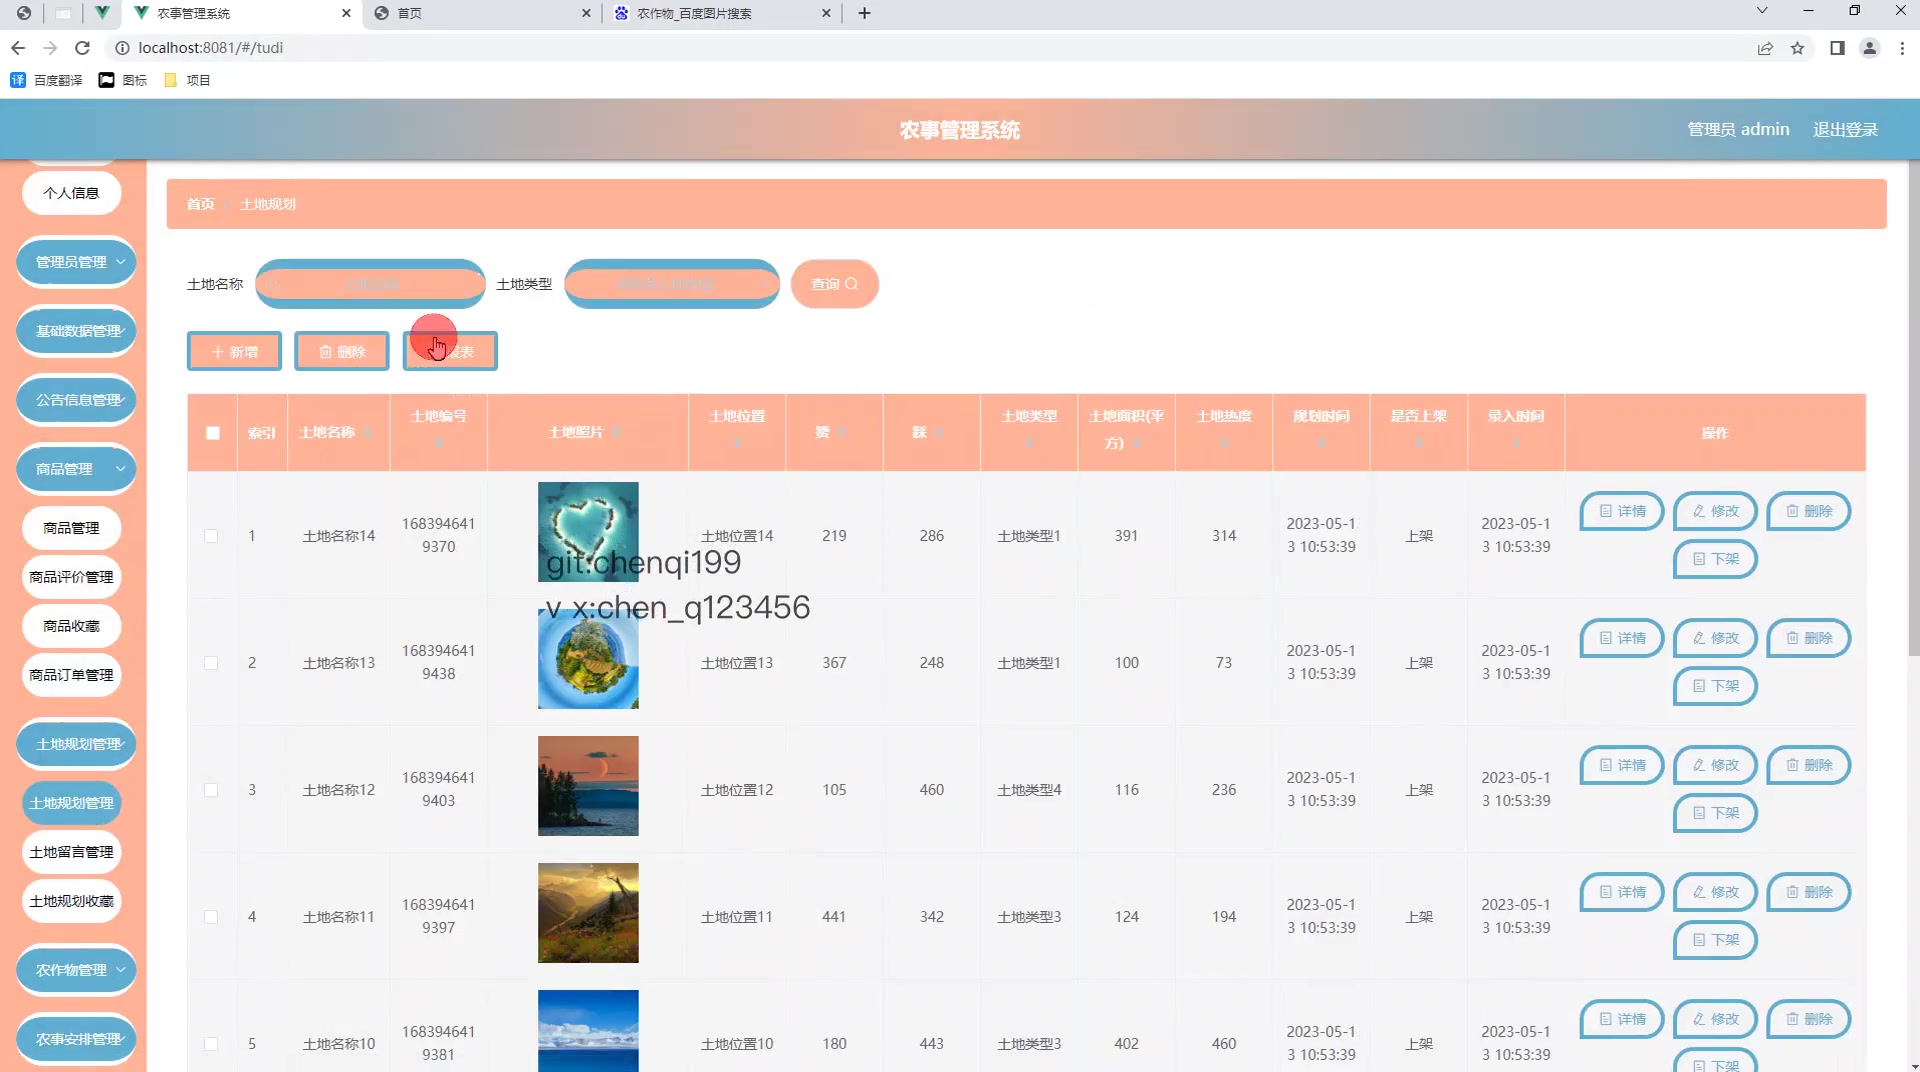 农事管理系统
首页
农作物_百度图片搜索
localhost:8081/#/tudi
百度翻译
图标
项目
农事管理系统
管理员 admin
退出登录
个人信息
管理员管理
基础数据管理
公告信息管理
商品管理
商品管理
商品评价管理
商品收藏
商品订单管理
土地规划管理
土地规划管理
土地留言管理
土地规划收藏
农作物管理
农事安排管理
首页 / 土地规划
土地名称
土地类型
查询
新增
删除
报表
索引 土地名称 土地编号 土地照片 土地位置 赞 踩 土地类型 土地面积(平方) 土地热度 规划时间 是否上架 录入时间 操作
1 土地名称14 1683946419370 土地位置14 219 286 土地类型1 391 314 2023-05-13 10:53:39 上架 2023-05-13 10:53:39 详情 修改 删除 下架
git:chenqi199
v x:chen_q123456
2 土地名称13 1683946419438 土地位置13 367 248 土地类型1 100 73 2023-05-13 10:53:39 上架 2023-05-13 10:53:39 详情 修改 删除 下架
3 土地名称12 1683946419403 土地位置12 105 460 土地类型4 116 236 2023-05-13 10:53:39 上架 2023-05-13 10:53:39 详情 修改 删除 下架
4 土地名称11 1683946419397 土地位置11 441 342 土地类型3 124 194 2023-05-13 10:53:39 上架 2023-05-13 10:53:39 详情 修改 删除 下架
5 土地名称10 1683946419381 土地位置10 180 443 土地类型3 402 460 2023-05-13 10:53:39 上架 2023-05-13 10:53:39 详情 修改 删除 下架